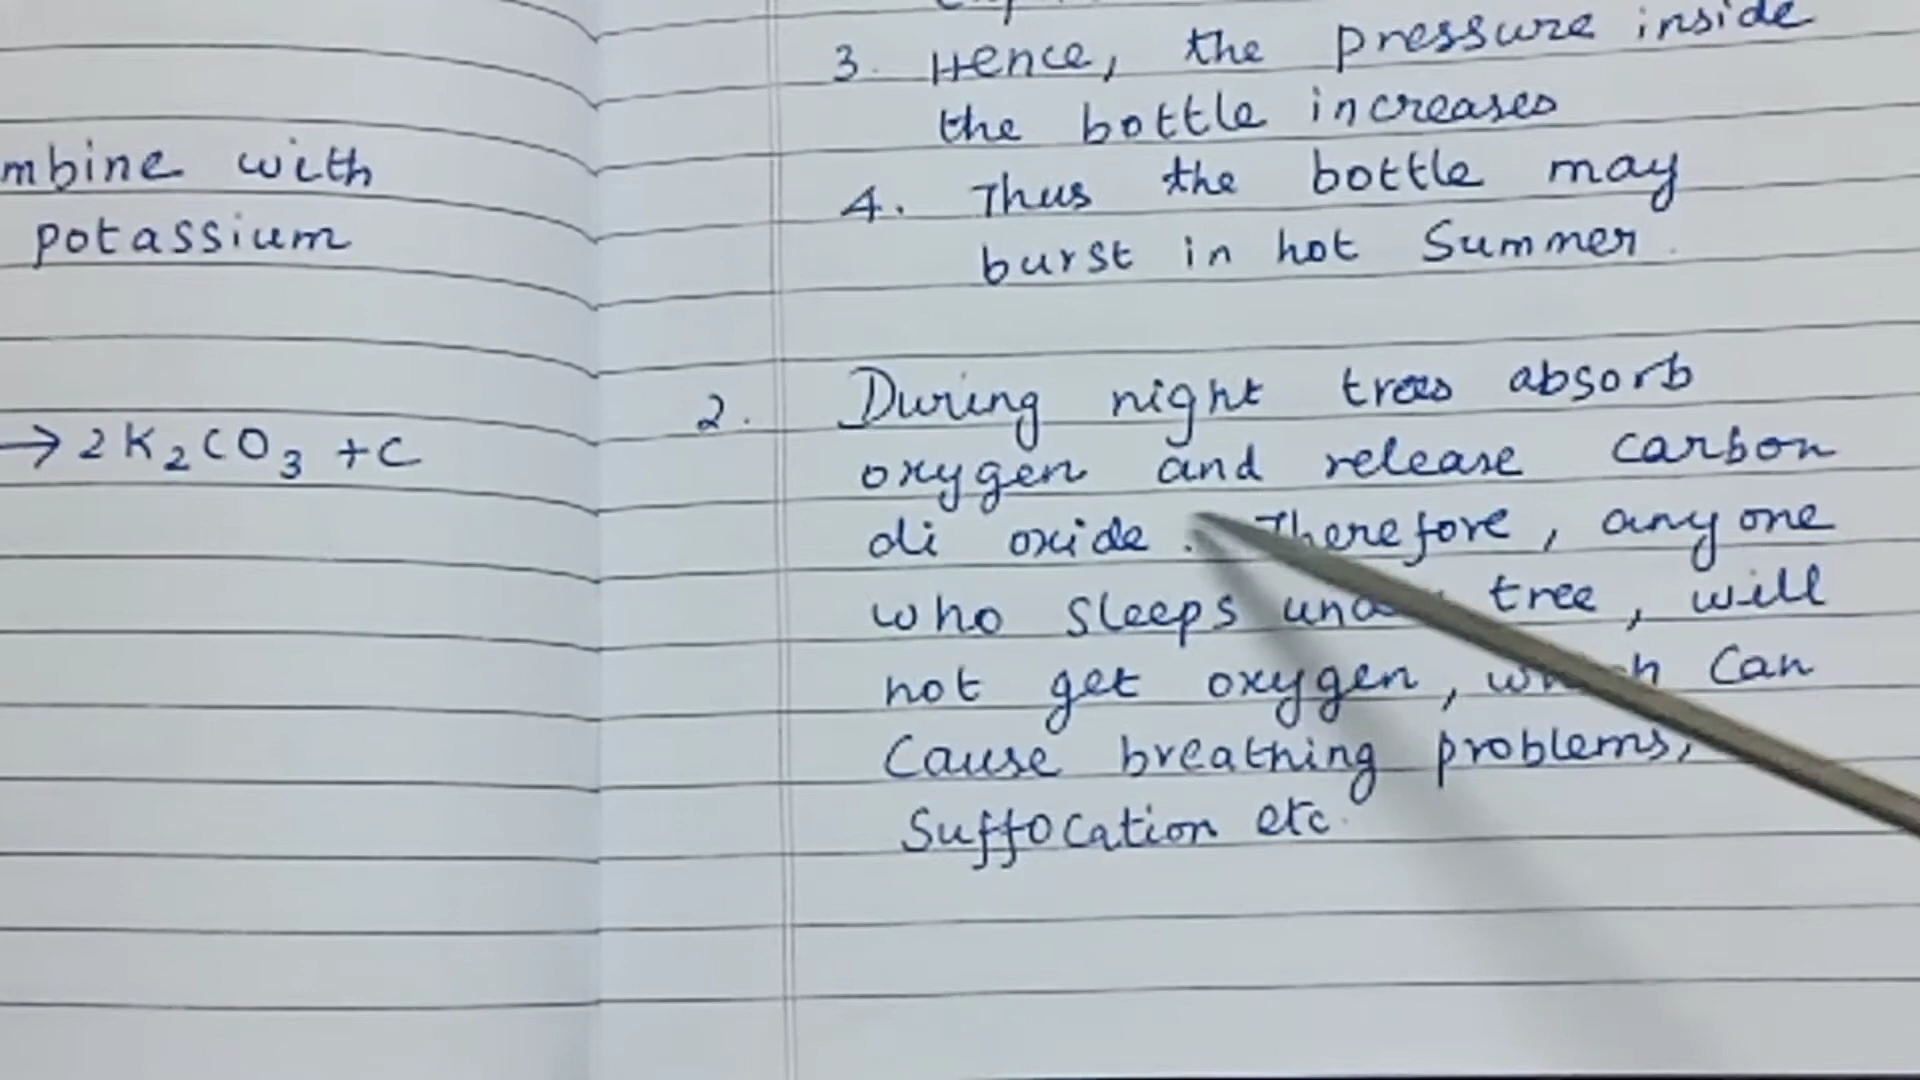 mbine with
potassium
→ 2K₂CO₃ + C
3. Hence, the pressure inside
the bottle increases
4. Thus the bottle may
burst in hot Summer.
2. During night trees absorb
oxygen and release carbon
di oxide. Therefore, anyone
who sleeps under tree, will
not get oxygen, which can
Cause breathing problems,
Suffocation etc.